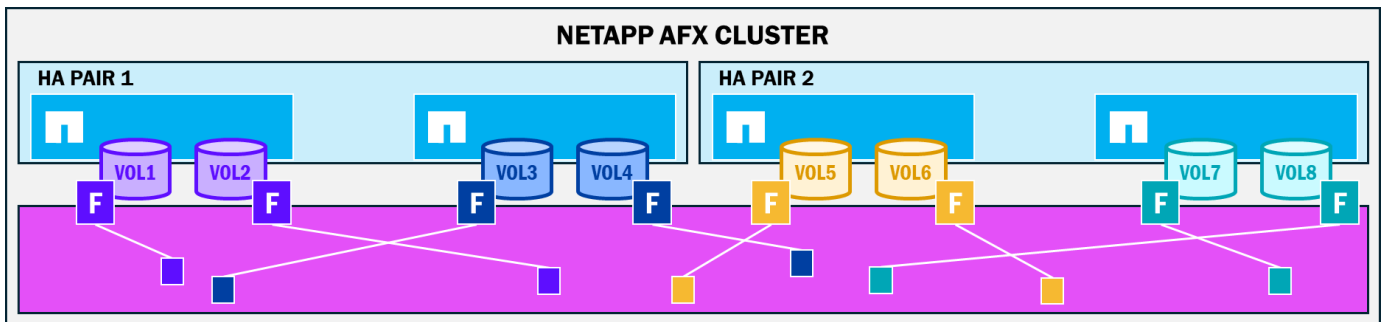 NETAPP AFX CLUSTER
HA PAIR 1
HA PAIR 2
VOL1
VOL2
VOL3
VOL4
VOL5
VOL6
VOL7
VOL8
F
F
F
F
F
F
F
F